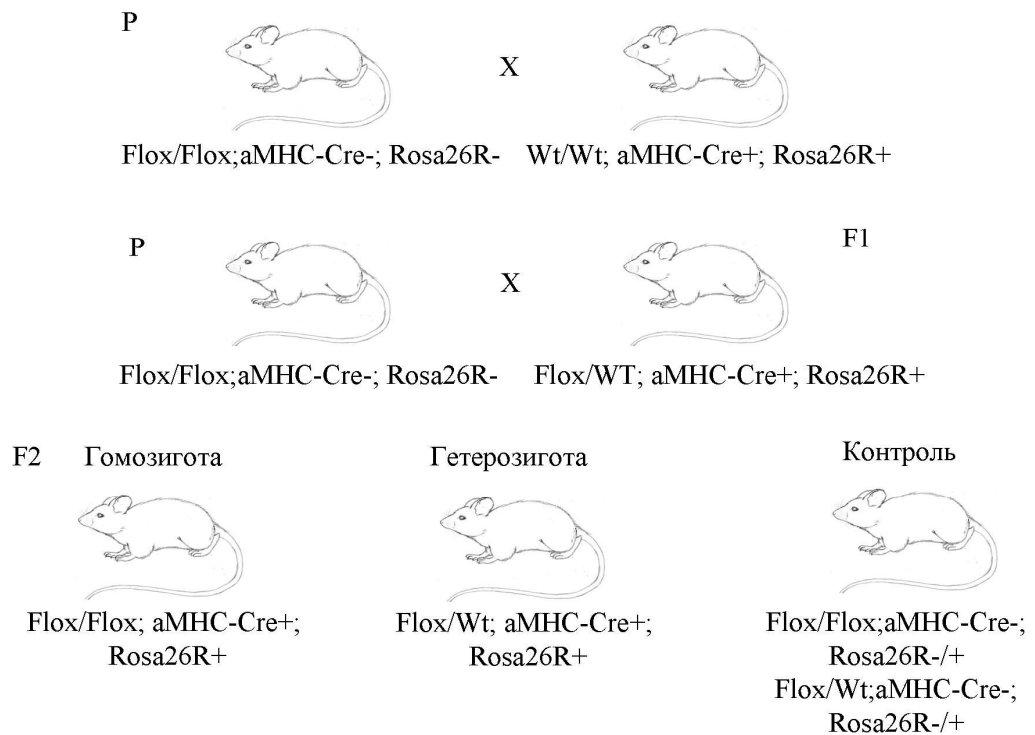 P
X
Flox/Flox;aMHC-Cre-; Rosa26R- Wt/Wt; aMHC-Cre+; Rosa26R+
P
F1
X
Flox/Flox;aMHC-Cre-; Rosa26R- Flox/WT; aMHC-Cre+; Rosa26R+
F2 Гомозигота Гетерозигота Контроль
Flox/Flox; aMHC-Cre+;
Rosa26R+
Flox/Wt; aMHC-Cre+;
Rosa26R+
Flox/Flox;aMHC-Cre-;
Rosa26R-/+
Flox/Wt;aMHC-Cre-;
Rosa26R-/+